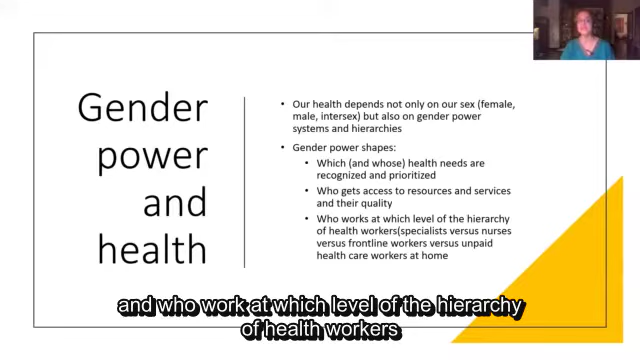 Gender
power
and
health
• Our health depends not only on our sex (female,
male, intersex) but also on gender power
systems and hierarchies
• Gender power shapes:
• Which (and whose) health needs are
recognized and prioritized
• Who gets access to resources and services
and their quality
• Who works at which level of the hierarchy
of health workers(specialists versus nurses
versus frontline workers versus unpaid
health care workers at home
and who work at which level of the hierarchy
of health workers